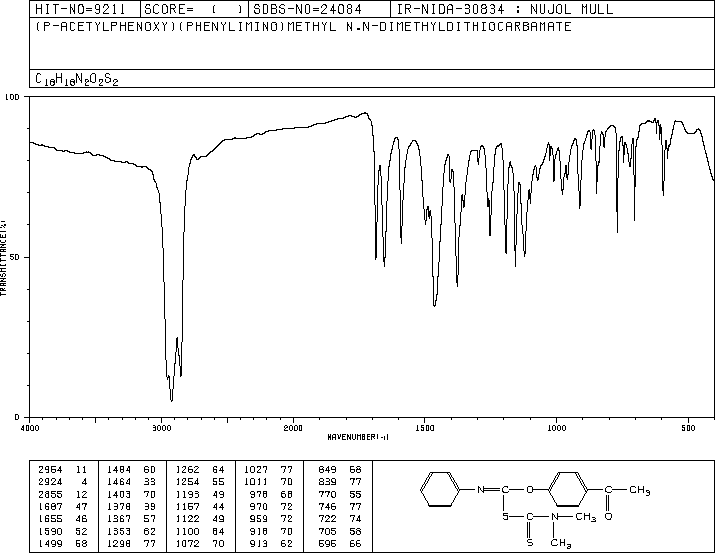 HIT-NO=9211 SCORE= ( ) SDBS-NO=24084 IR-NIDA-30834 : NUJOL MULL
(P-ACETYLPHENOXY)(PHENYLIMINO)METHYL N,N-DIMETHYLDITHIOCARBAMATE
C18H18N2O2S2
100
50
0
TRANSMITTANCE(%)
4000 3000 2000 1500 1000 500
WAVENUMBER(-1)
2954 11 1484 60 1262 64 1027 77 849 68
2924 4 1464 33 1254 55 1011 70 839 77
2855 12 1403 70 1193 49 978 68 770 55
1687 47 1378 39 1157 44 970 72 746 77
1655 46 1367 57 1122 49 959 72 722 74
1590 52 1353 62 1100 64 918 70 705 58
1499 58 1298 77 1072 70 913 62 595 66
N C O C CH3
O
S C N CH3
S CH3